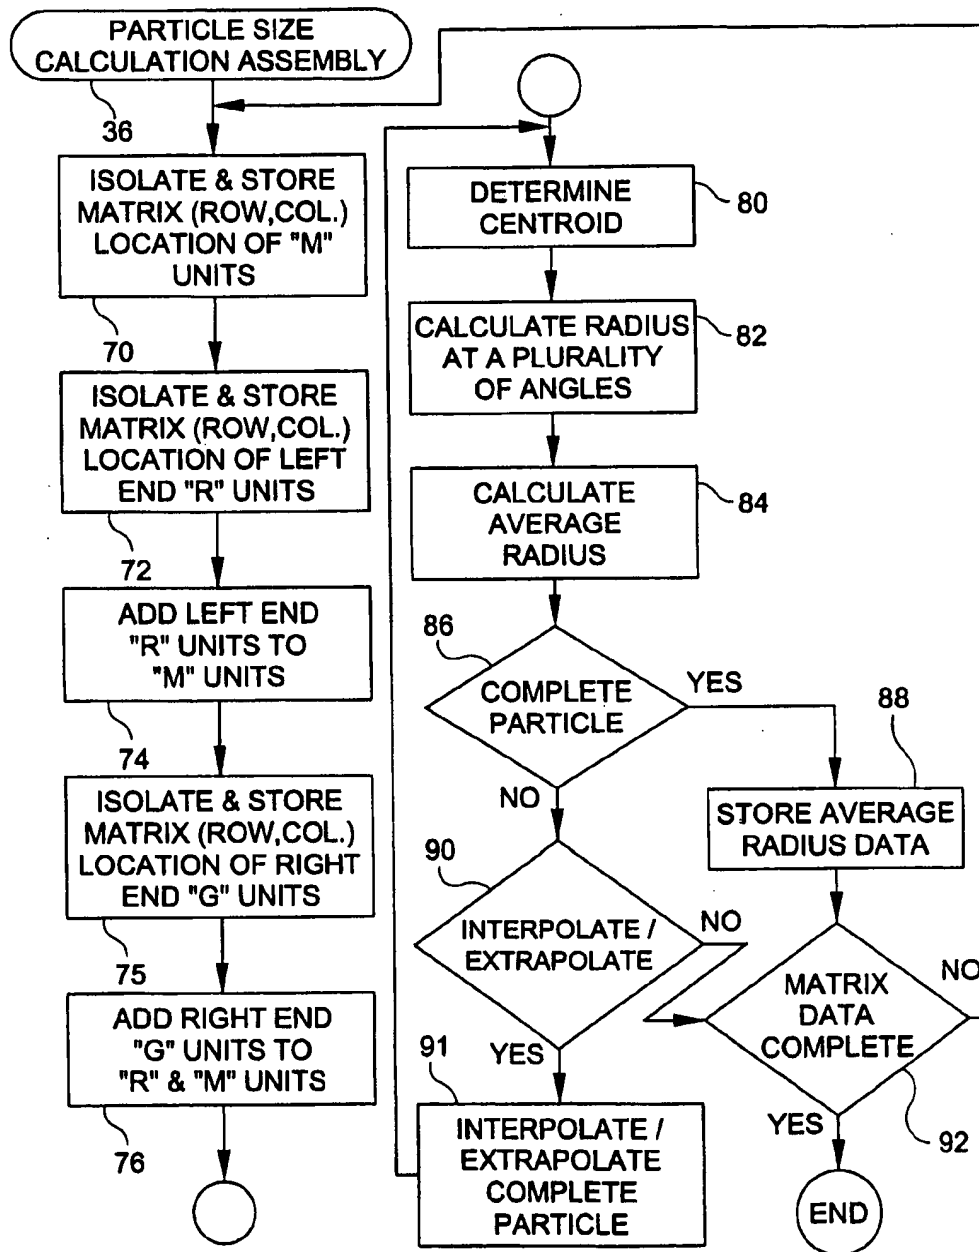 PARTICLE SIZE
CALCULATION ASSEMBLY
36
ISOLATE & STORE
MATRIX (ROW,COL.)
LOCATION OF "M"
UNITS
70
ISOLATE & STORE
MATRIX (ROW,COL.)
LOCATION OF LEFT
END "R" UNITS
72
ADD LEFT END
"R" UNITS TO
"M" UNITS
74
ISOLATE & STORE
MATRIX (ROW,COL.)
LOCATION OF RIGHT
END "G" UNITS
75
ADD RIGHT END
"G" UNITS TO
"R" & "M" UNITS
76
DETERMINE
CENTROID
80
CALCULATE RADIUS
AT A PLURALITY
OF ANGLES
82
CALCULATE
AVERAGE
RADIUS
84
86
COMPLETE
PARTICLE
YES
NO
88
STORE AVERAGE
RADIUS DATA
90
INTERPOLATE /
EXTRAPOLATE
NO
YES
91
INTERPOLATE /
EXTRAPOLATE
COMPLETE
PARTICLE
MATRIX
DATA
COMPLETE
NO
YES
92
END